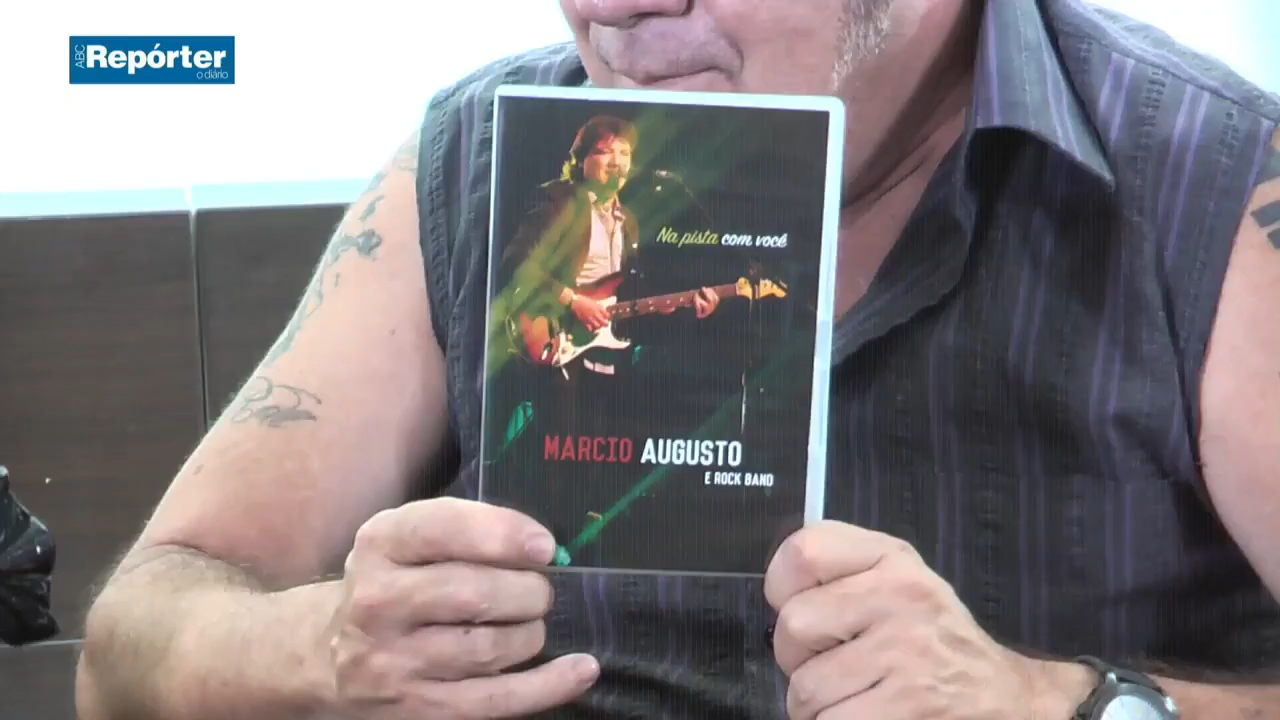 ABC
Repórter
o diário
Na pista com você
MARCIO AUGUSTO
E ROCK BAND